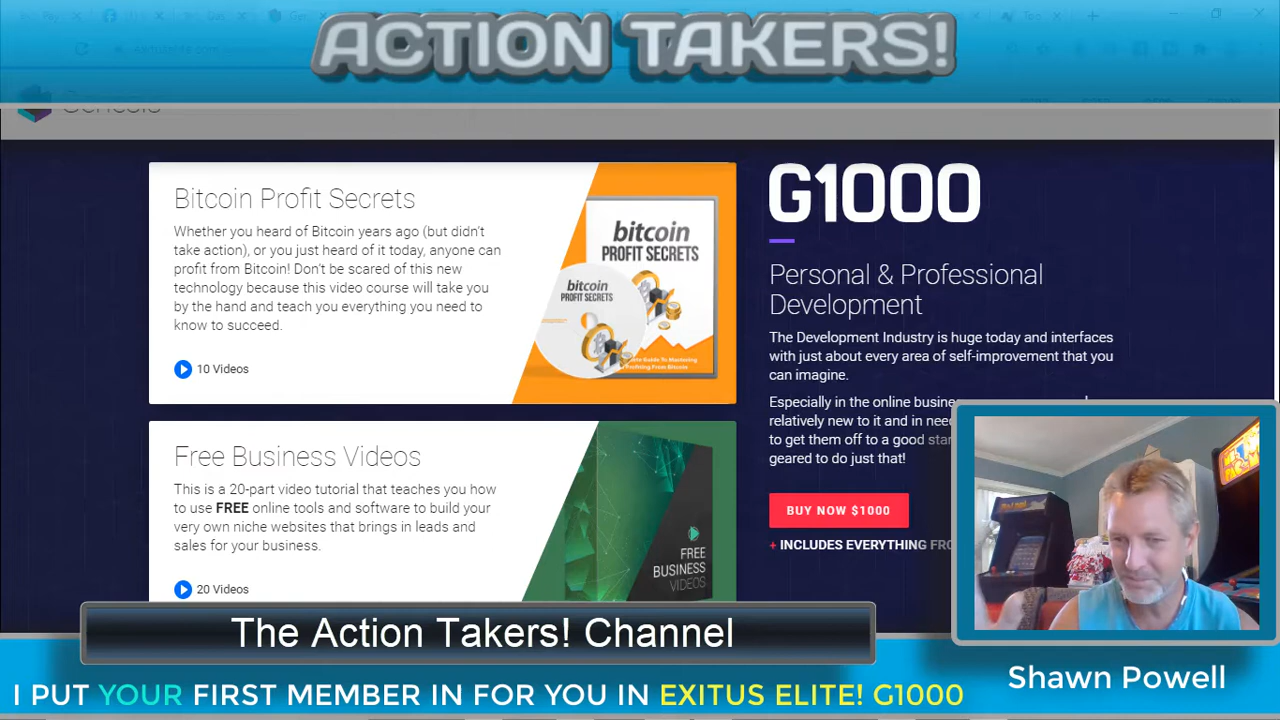 ACTION TAKERS!
Genesis
Bitcoin Profit Secrets
Whether you heard of Bitcoin years ago (but didn't
take action), or you just heard of it today, anyone can
profit from Bitcoin! Don't be scared of this new
technology because this video course will take you
by the hand and teach you everything you need to
know to succeed.
10 Videos
bitcoin
PROFIT SECRETS
bitcoin
PROFIT SECRETS
Free Business Videos
This is a 20-part video tutorial that teaches you how
to use FREE online tools and software to build your
very own niche websites that brings in leads and
sales for your business.
20 Videos
FREE
BUSINESS
VIDEOS
G1000
Personal & Professional
Development
The Development Industry is huge today and interfaces
with just about every area of self-improvement that you
can imagine.
Especially in the online
relatively new to it and in
to get them off to a good
geared to do just that!
BUY NOW $1000
+ INCLUDES EVERYTHING
The Action Takers! Channel
Shawn Powell
I PUT YOUR FIRST MEMBER IN FOR YOU IN EXITUS ELITE! G1000